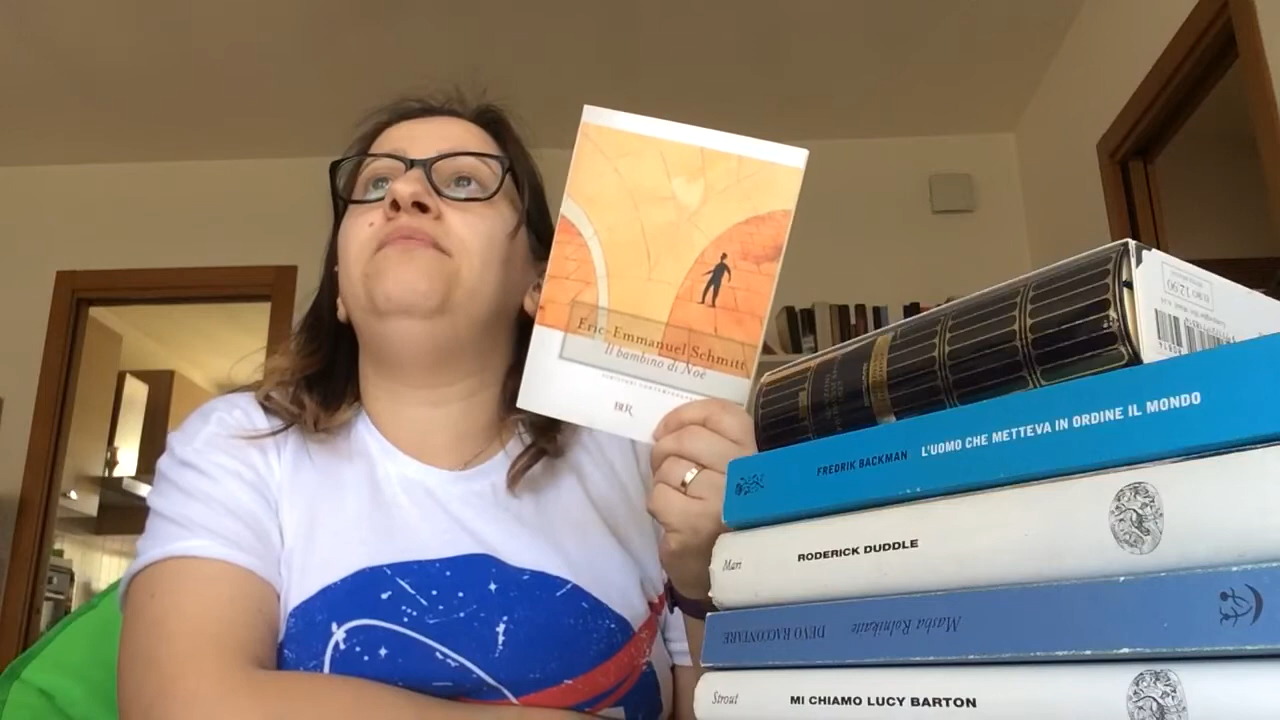 Eric-Emmanuel Schmitt
Il bambino di Noè
BUR
FREDRIK BACKMAN L'UOMO CHE METTEVA IN ORDINE IL MONDO
Mari RODERICK DUDDLE
Masha Rolnikaite DEVO RACCONTARE
Strout MI CHIAMO LUCY BARTON